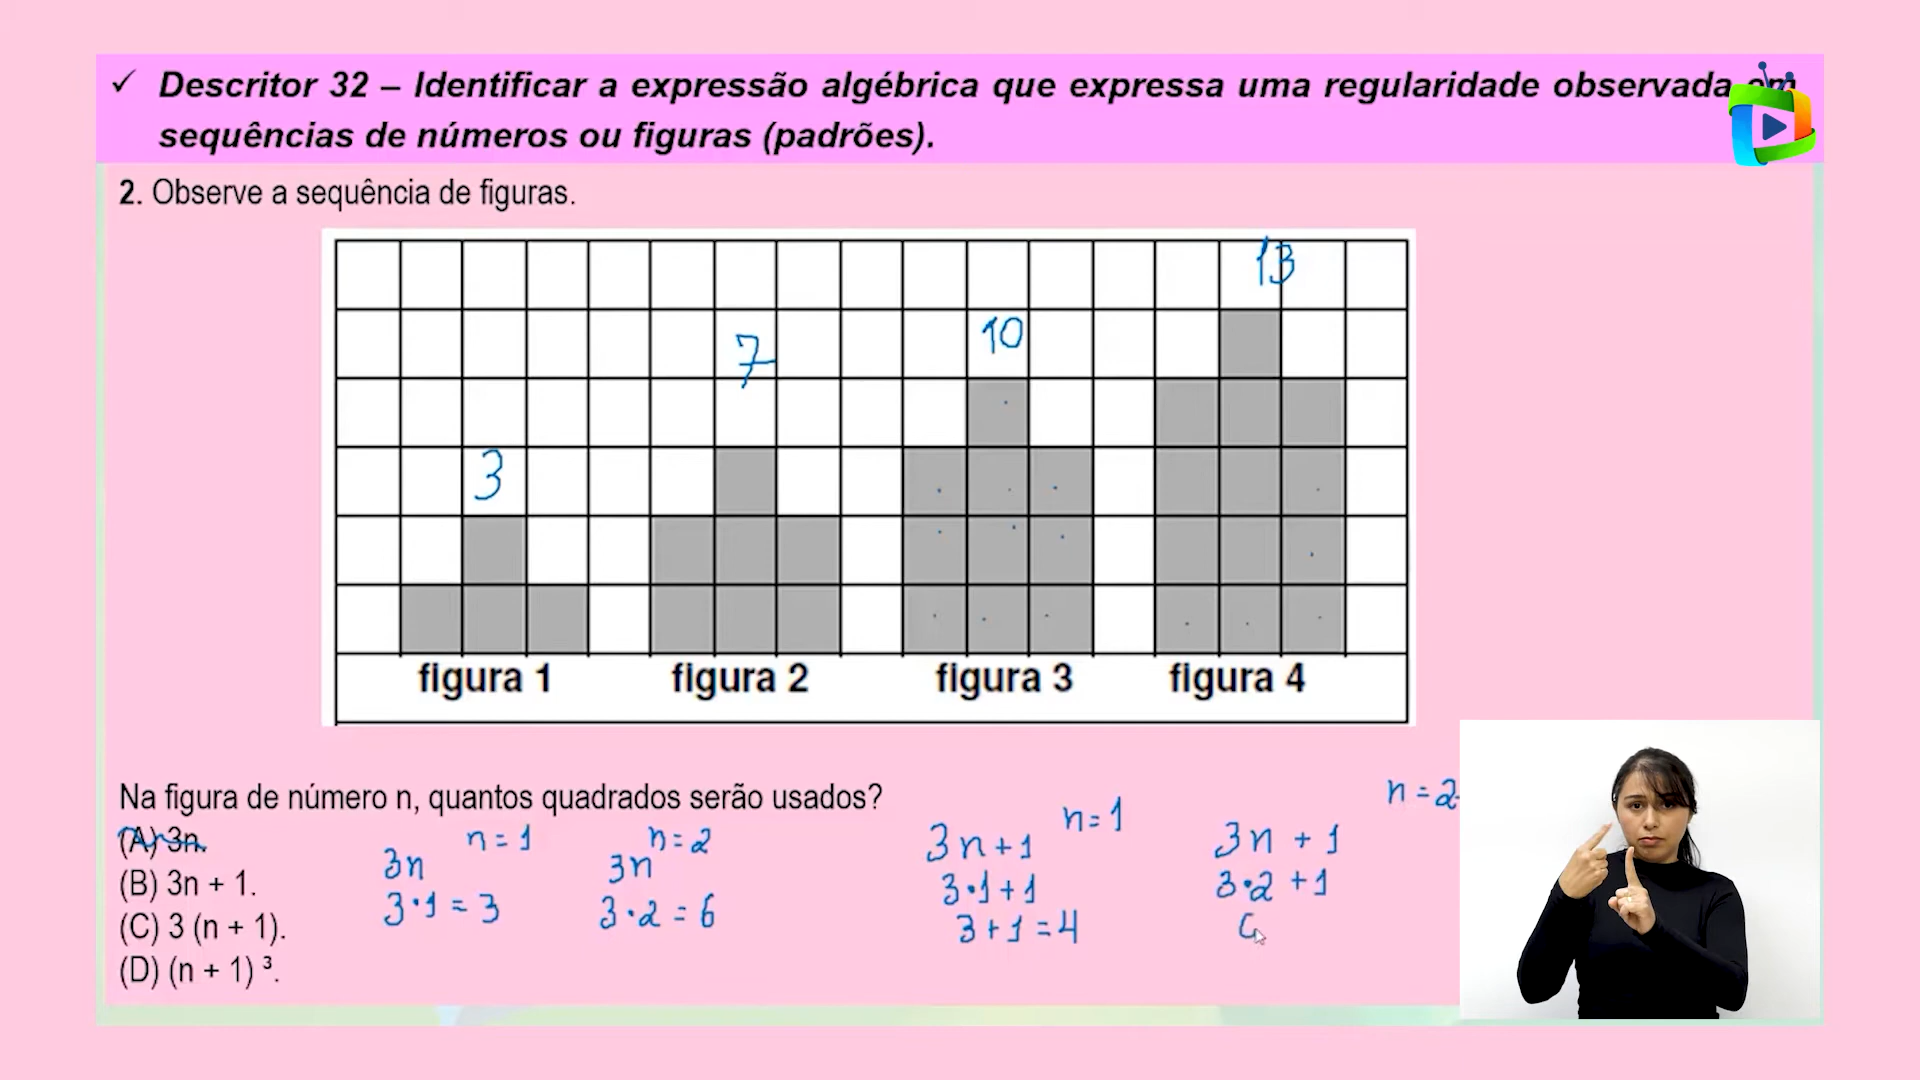 ✓ Descritor 32 – Identificar a expressão algébrica que expressa uma regularidade observada em
sequências de números ou figuras (padrões).
2. Observe a sequência de figuras.
13
10
7
3
figura 1 figura 2 figura 3 figura 4
Na figura de número n, quantos quadrados serão usados?
(A) 3n.
(B) 3n + 1.
(C) 3 (n + 1).
(D) (n + 1) ³.
n = 1
3n
3·1 = 3
n = 2
3n
3·2 = 6
n = 1
3n + 1
3·1 + 1
3 + 1 = 4
n = 2
3n + 1
3·2 + 1